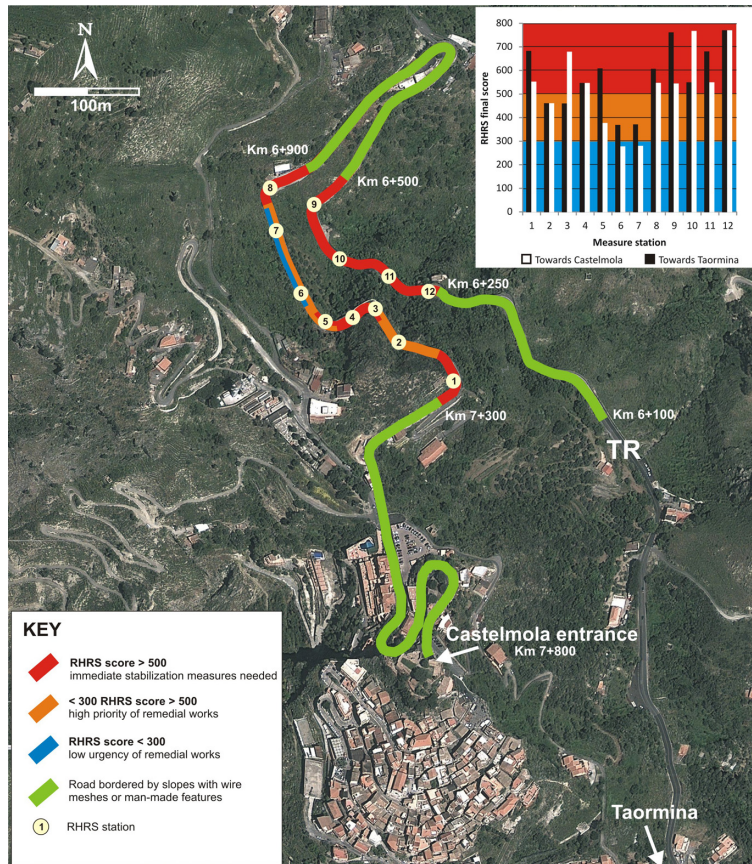 N
100m
800
700
600
500
400
300
200
100
0
RHRS final score
1 2 3 4 5 6 7 8 9 10 11 12
Measure station
Towards Castelmola Towards Taormina
Km 6+900
Km 6+500
8
9
7
10
11
Km 6+250
6
12
5
4
3
2
1
Km 7+300
Km 6+100
TR
Castelmola entrance
Km 7+800
Taormina
KEY
RHRS score > 500
immediate stabilization measures needed
< 300 RHRS score > 500
high priority of remedial works
RHRS score < 300
low urgency of remedial works
Road bordered by slopes with wire
meshes or man-made features
1 RHRS station